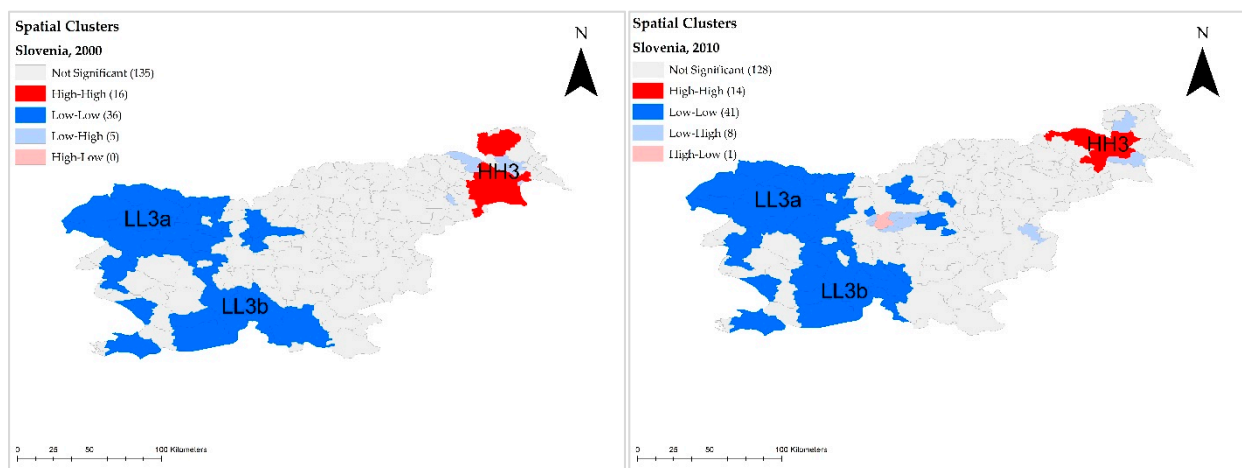 Spatial Clusters
Slovenia, 2000
Not Significant (135)
High-High (16)
Low-Low (36)
Low-High (5)
High-Low (0)
N
HH3
LL3a
LL3b
0 25 50 100 Kilometers
Spatial Clusters
Slovenia, 2010
Not Significant (128)
High-High (14)
Low-Low (41)
Low-High (8)
High-Low (1)
N
HH3
LL3a
LL3b
0 25 50 100 Kilometers